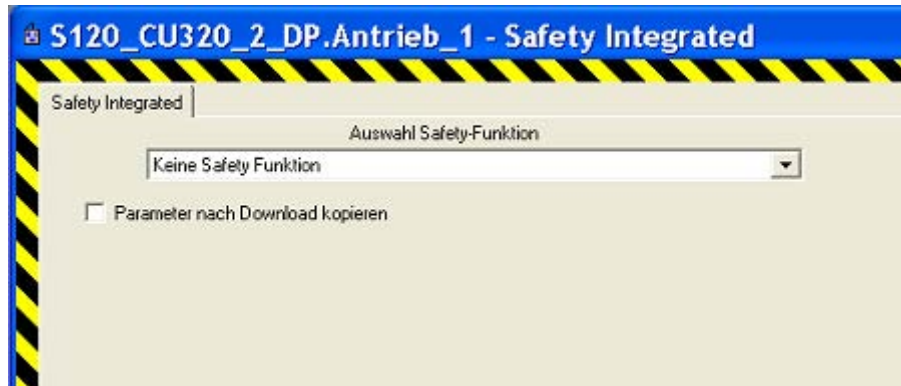 S120_CU320_2_DP.Antrieb_1 - Safety Integrated
Safety Integrated
Auswahl Safety-Funktion
Keine Safety Funktion
Parameter nach Download kopieren